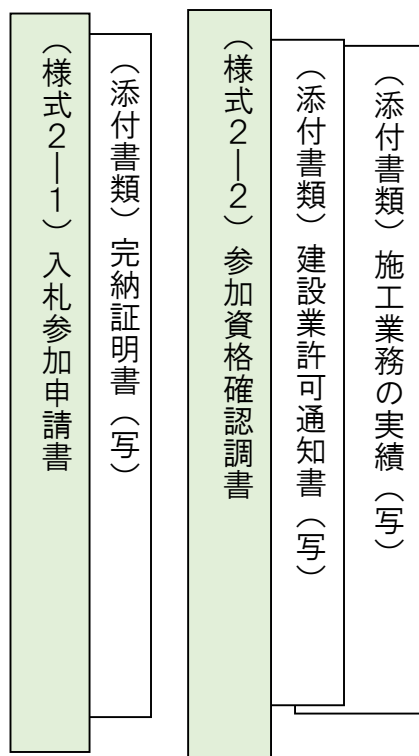 （様式２―１）入札参加申請書
（添付書類）完納証明書（写）
（様式２―２）参加資格確認調書
（添付書類）建設業許可通知書（写）
（添付書類）施工業務の実績（写）